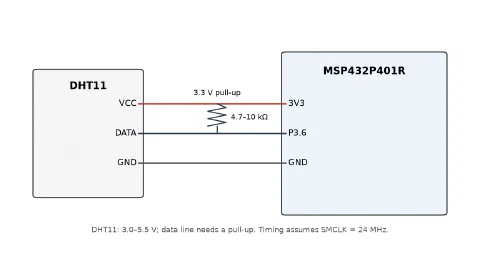 MSP432P401R
DHT11
3.3 V pull-up
VCC
3V3
4.7–10 kΩ
DATA
P3.6
GND
GND
DHT11: 3.0–5.5 V; data line needs a pull-up. Timing assumes SMCLK = 24 MHz.